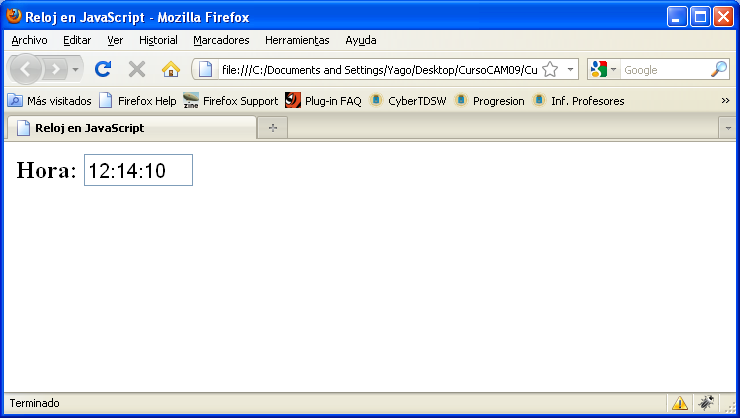 Reloj en JavaScript - Mozilla Firefox
Archivo Editar Ver Historial Marcadores Herramientas Ayuda
file:///C:/Documents and Settings/Yago/Desktop/CursoCAM09/Cu Google
Más visitados Firefox Help zine Firefox Support Plug-in FAQ CyberTDSW Progresion Inf. Profesores »
Reloj en JavaScript
Hora: 12:14:10
Terminado